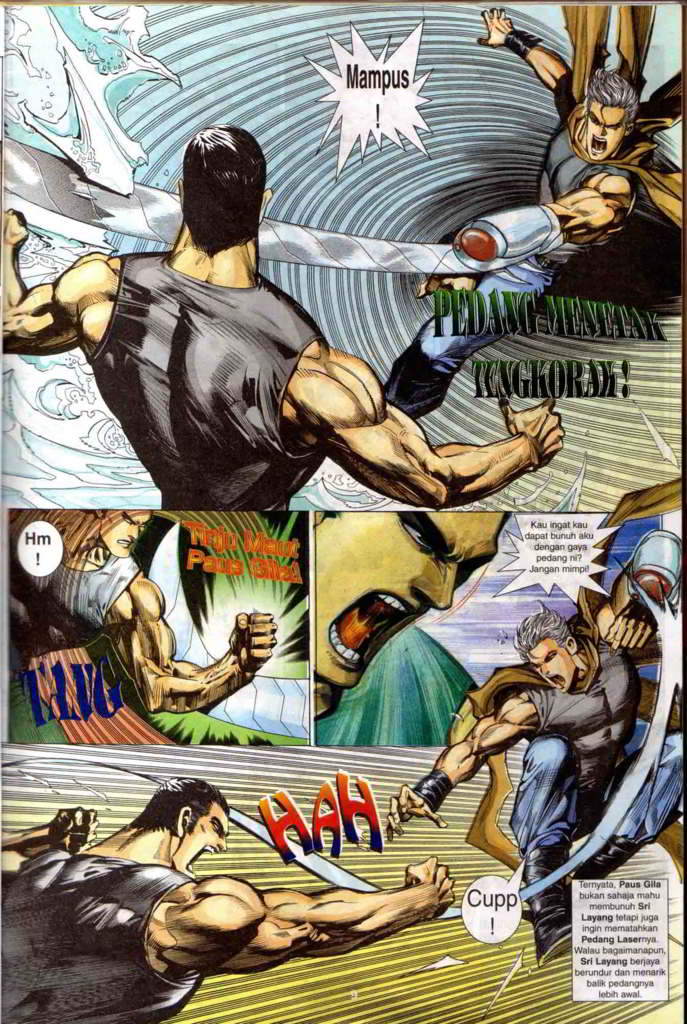 Mampus
!
PEDANG MENETAK
TENGKORAK!
Hm
!
Tinju Maut
Paus Gila!
TANG
Kau ingat kau
dapat bunuh aku
dengan gaya
pedang ni?
Jangan mimpi!
HAH
Cupp
!
Ternyata, Paus Gila
bukan sahaja mahu
membunuh Sri
Layang tetapi juga
ingin mematahkan
Pedang Lasernya.
Walau bagaimanapun,
Sri Layang berjaya
berundur dan menarik
balik pedangnya
lebih awal.
3